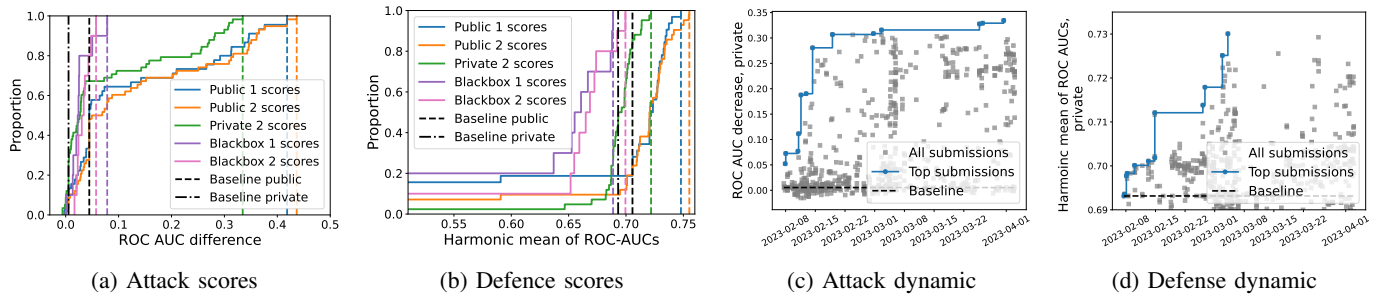 1.0
0.8
0.6
0.4
0.2
0.0
Proportion
0.0 0.1 0.2 0.3 0.4 0.5
ROC AUC difference
Public 1 scores
Public 2 scores
Private 2 scores
Blackbox 1 scores
Blackbox 2 scores
Baseline public
Baseline private
(a) Attack scores
1.0
0.8
0.6
0.4
0.2
0.0
Proportion
0.55 0.60 0.65 0.70 0.75
Harmonic mean of ROC-AUCs
Public 1 scores
Public 2 scores
Private 2 scores
Blackbox 1 scores
Blackbox 2 scores
Baseline public
Baseline private
(b) Defence scores
0.35
0.30
0.25
0.20
0.15
0.10
0.05
0.00
ROC AUC decrease, private
All submissions
Top submissions
Baseline
2023-02-08 2023-02-15 2023-02-22 2023-03-01 2023-03-08 2023-03-15 2023-03-22 2023-04-01
(c) Attack dynamic
0.73
0.72
0.71
0.70
0.69
Harmoinc mean of ROC AUCs,
private
All submissions
Top submissions
Baseline
2023-02-08 2023-02-15 2023-02-22 2023-03-01 2023-03-08 2023-03-15 2023-03-22 2023-04-01
(d) Defense dynamic